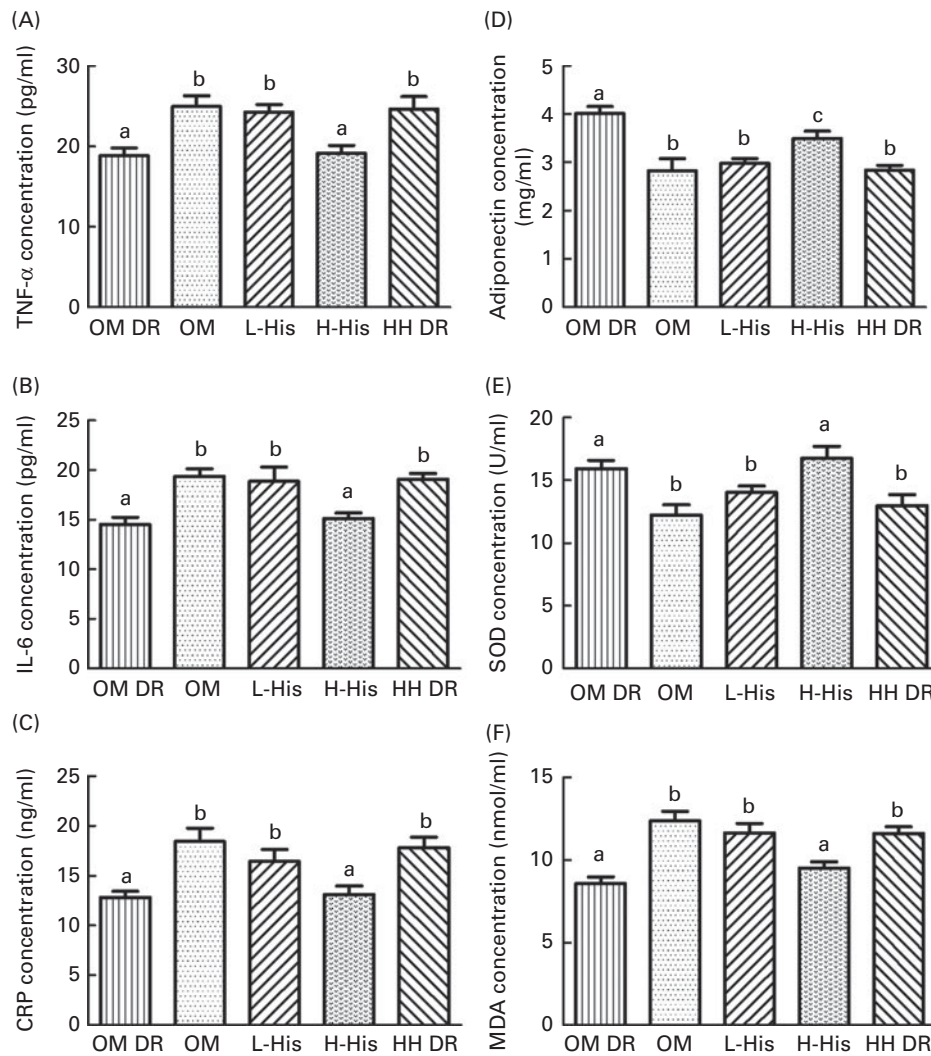 (A)
TNF-α concentration (pg/ml)
30
20
10
0
a
b
b
a
b
OM DR
OM
L-His
H-His
HH DR
(B)
IL-6 concentration (pg/ml)
25
20
15
10
5
0
a
b
b
a
b
OM DR
OM
L-His
H-His
HH DR
(C)
CRP concentration (ng/ml)
25
20
15
10
5
0
a
b
b
a
b
OM DR
OM
L-His
H-His
HH DR
(D)
Adiponectin concentration
(mg/ml)
5
4
3
2
1
0
a
b
b
c
b
OM DR
OM
L-His
H-His
HH DR
(E)
SOD concentration (U/ml)
20
15
10
5
0
a
b
b
a
b
OM DR
OM
L-His
H-His
HH DR
(F)
MDA concentration (nmol/ml)
15
10
5
0
a
b
b
a
b
OM DR
OM
L-His
H-His
HH DR